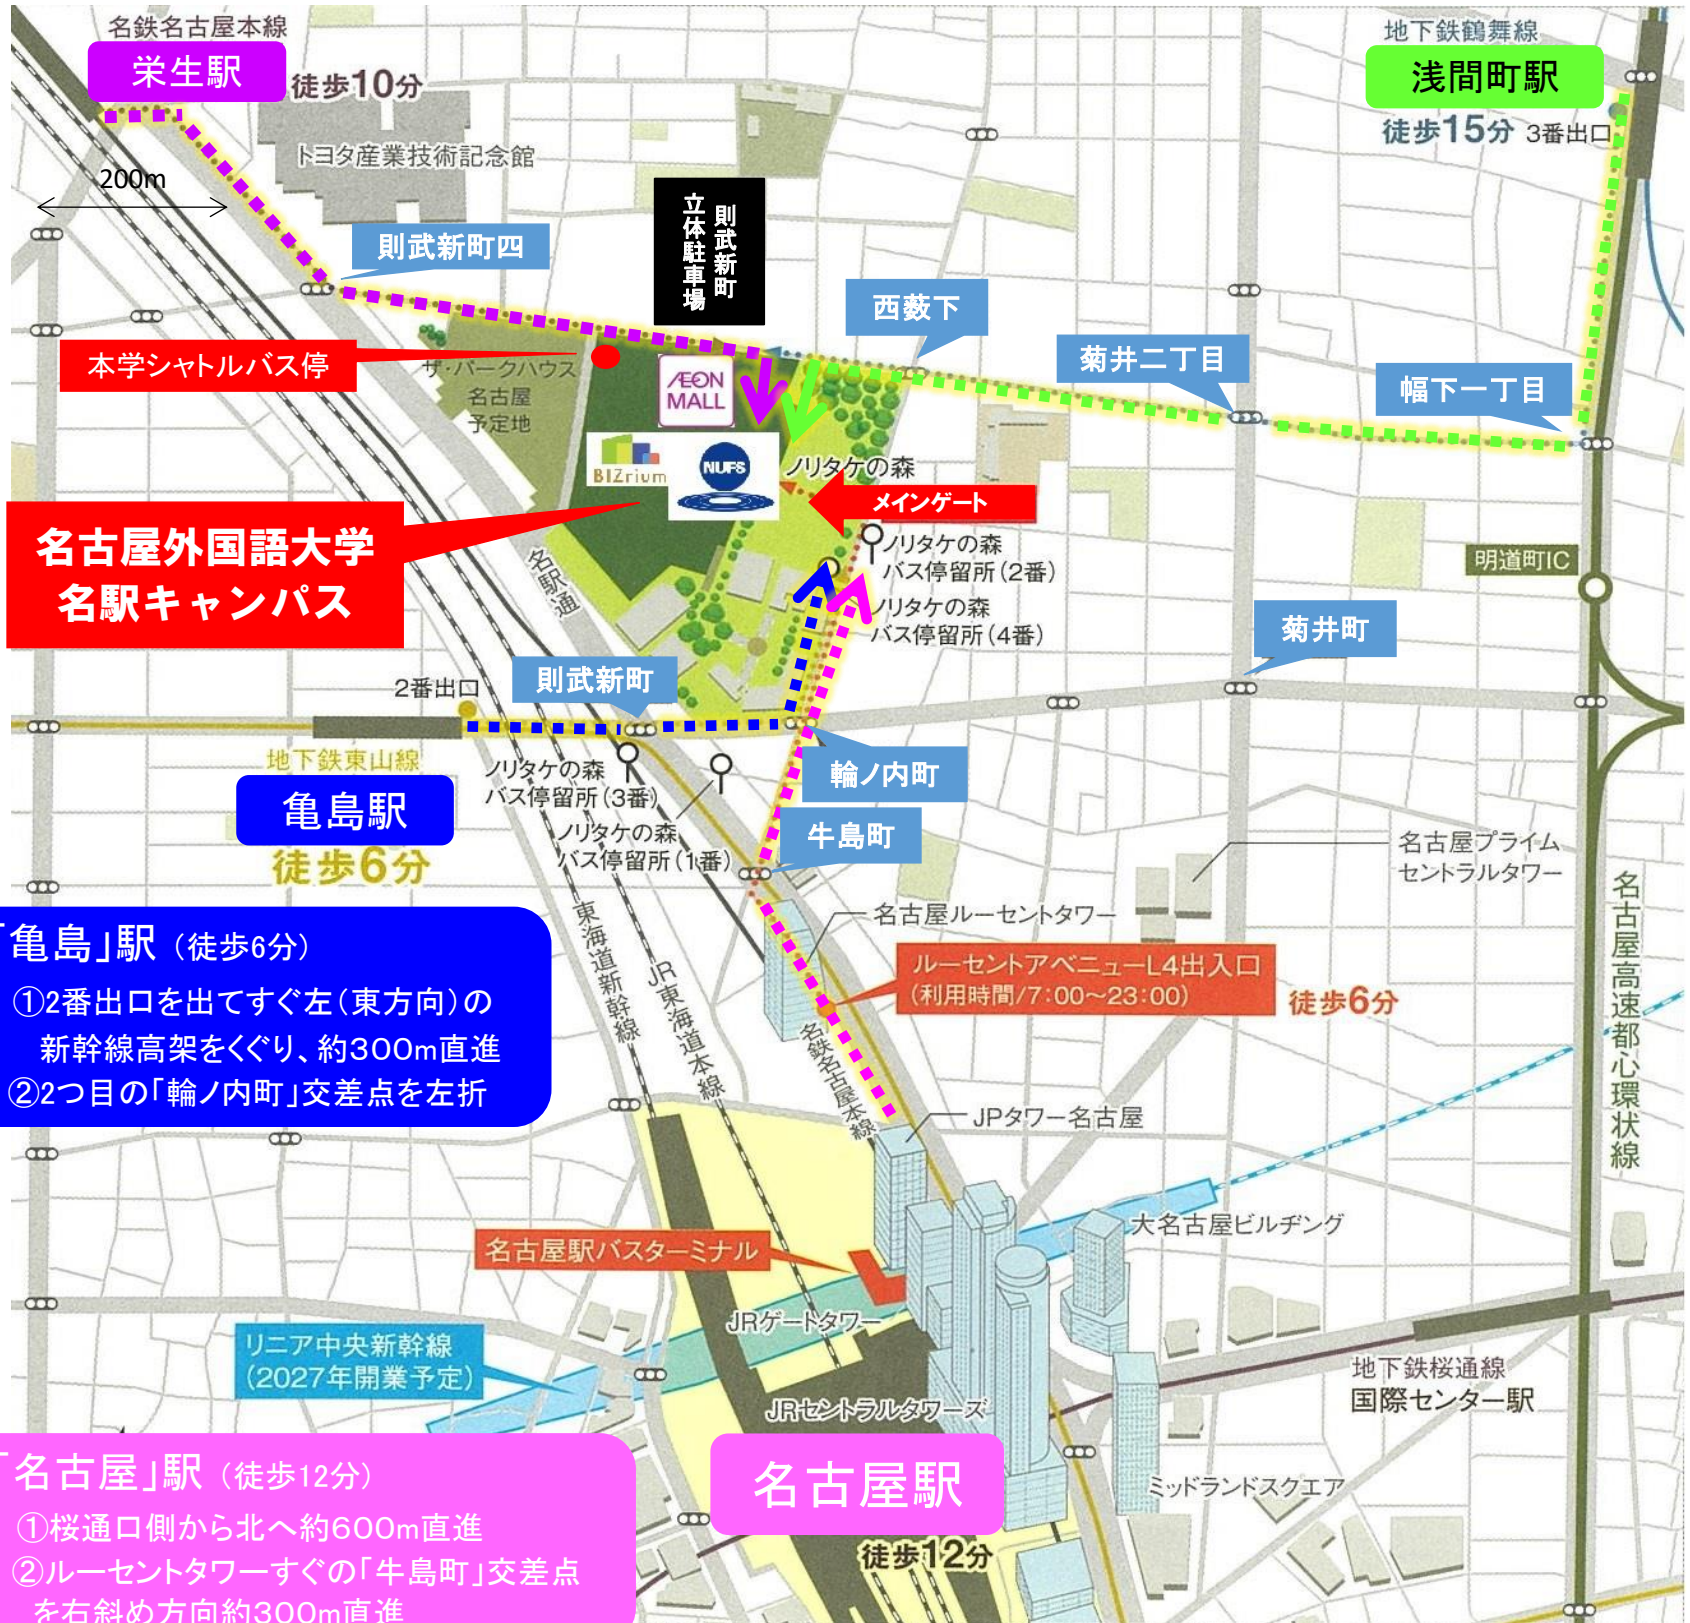 名鉄名古屋本線
栄生駅
徒歩10分
トヨタ産業技術記念館
200m
地下鉄鶴舞線
浅間町駅
徒歩15分 3番出口
則武新町
立体駐車場
則武新町四
西薮下
菊井二丁目
幅下一丁目
本学シャトルバス停
ザ・パークハウス
名古屋
予定地
ÆON
MALL
BIZrium
NUFS
ノリタケの森
メインゲート
名古屋外国語大学
名駅キャンパス
名駅通
ノリタケの森
バス停留所(2番)
ノリタケの森
バス停留所(4番)
明道町IC
菊井町
則武新町
2番出口
地下鉄東山線
亀島駅
徒歩6分
ノリタケの森
バス停留所(3番)
ノリタケの森
バス停留所(1番)
輪ノ内町
牛島町
名古屋プライム
セントラルタワー
名古屋高速都心環状線
名古屋ルーセントタワー
ルーセントアベニューL4出入口
(利用時間/7:00～23:00)
徒歩6分
東海道新幹線
JR東海道本線
名鉄名古屋本線
「亀島」駅（徒歩6分）
①2番出口を出てすぐ左（東方向）の
新幹線高架をくぐり、約300m直進
②2つ目の「輪ノ内町」交差点を左折
JPタワー名古屋
大名古屋ビルヂング
名古屋駅バスターミナル
JRゲートタワー
リニア中央新幹線
(2027年開業予定)
地下鉄桜通線
国際センター駅
JRセントラルタワーズ
名古屋駅
徒歩12分
ミッドランドスクエア
「名古屋」駅（徒歩12分）
①桜通口側から北へ約600m直進
②ルーセントタワーすぐの「牛島町」交差点
を右斜め方向約300m直進